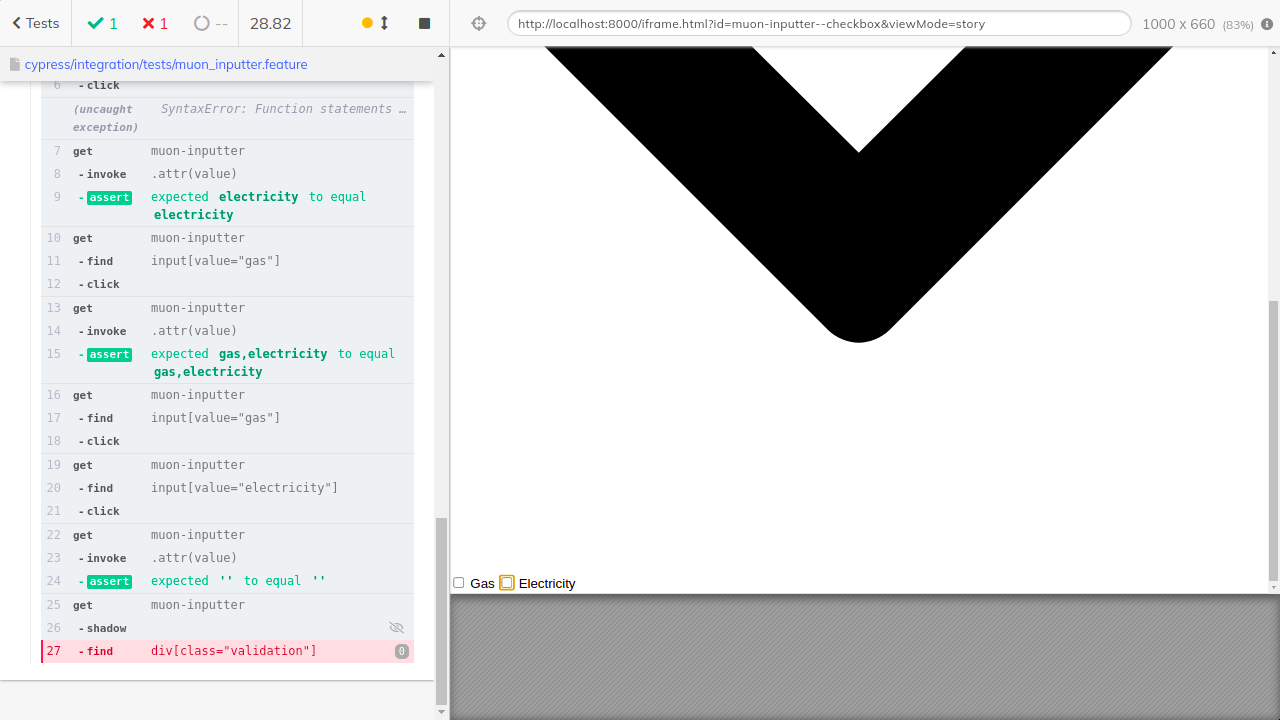 Tests
1
1
--
28.82
http://localhost:8000/iframe.html?id=muon-inputter--checkbox&viewMode=story
1000 x 660 (83%)
cypress/integration/tests/muon_inputter.feature
6 - click
(uncaught exception) SyntaxError: Function statements …
7 get muon-inputter
8 - invoke .attr(value)
9 - assert expected electricity to equal
electricity
10 get muon-inputter
11 - find input[value="gas"]
12 - click
13 get muon-inputter
14 - invoke .attr(value)
15 - assert expected gas,electricity to equal
gas,electricity
16 get muon-inputter
17 - find input[value="gas"]
18 - click
19 get muon-inputter
20 - find input[value="electricity"]
21 - click
22 get muon-inputter
23 - invoke .attr(value)
24 - assert expected '' to equal ''
25 get muon-inputter
26 - shadow
27 - find div[class="validation"] 0
Gas Electricity